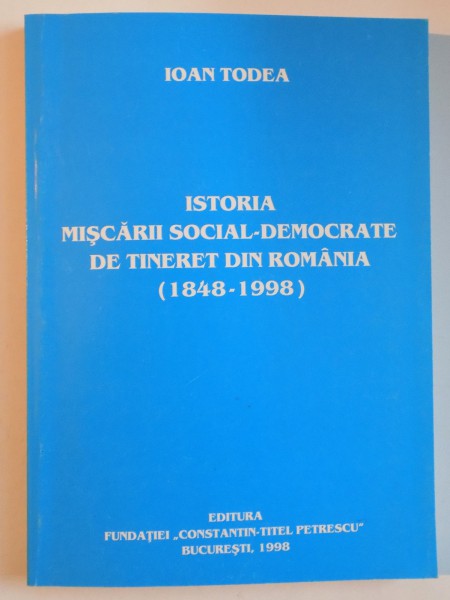 IOAN TODEA
ISTORIA
MIŞCĂRII SOCIAL-DEMOCRATE
DE TINERET DIN ROMÂNIA
(1848-1998)
EDITURA
FUNDAŢIEI „CONSTANTIN-TITEL PETRESCU“
BUCUREŞTI, 1998